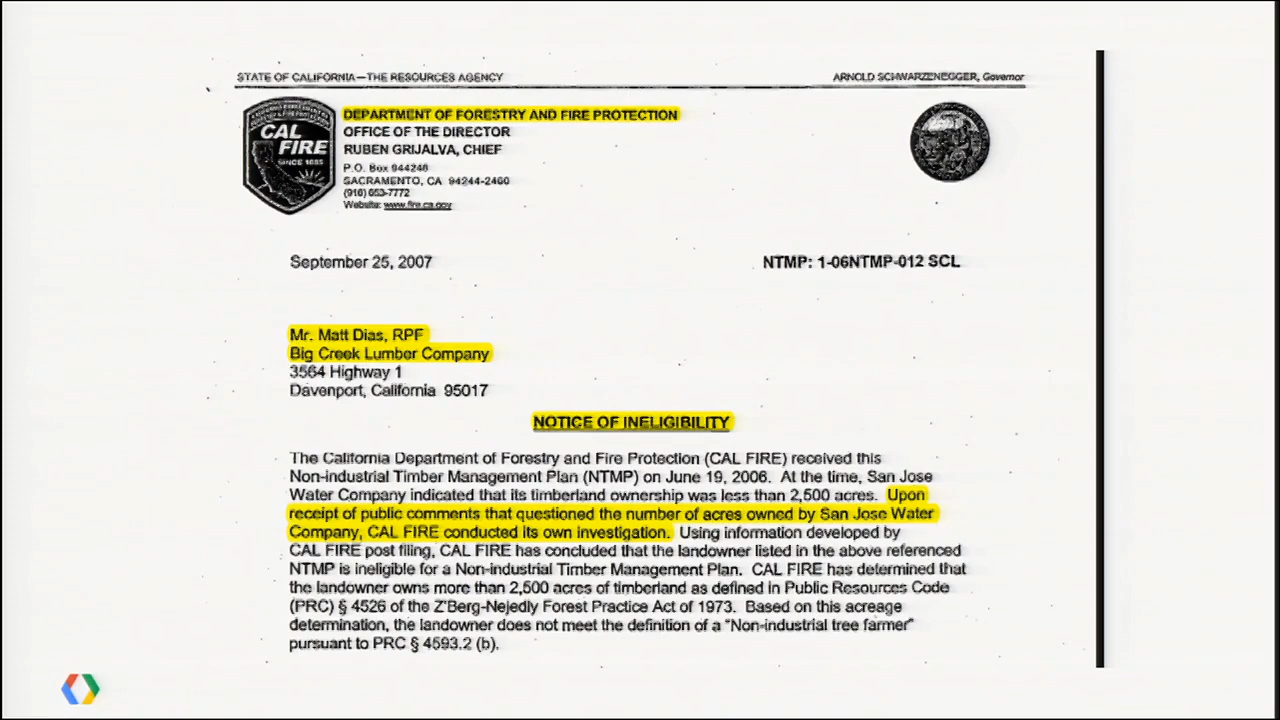 STATE OF CALIFORNIA—THE RESOURCES AGENCY
ARNOLD SCHWARZENEGGER, Governor
CAL
FIRE
SINCE 1885
DEPARTMENT OF FORESTRY AND FIRE PROTECTION
OFFICE OF THE DIRECTOR
RUBEN GRIJALVA, CHIEF
P.O. Box 944246
SACRAMENTO, CA 94244-2460
(916) 653-7772
Website: www.fire.ca.gov
September 25, 2007
NTMP: 1-06NTMP-012 SCL
Mr. Matt Dias, RPF
Big Creek Lumber Company
3564 Highway 1
Davenport, California 95017
NOTICE OF INELIGIBILITY
The California Department of Forestry and Fire Protection (CAL FIRE) received this
Non-industrial Timber Management Plan (NTMP) on June 19, 2006. At the time, San Jose
Water Company indicated that its timberland ownership was less than 2,500 acres. Upon
receipt of public comments that questioned the number of acres owned by San Jose Water
Company, CAL FIRE conducted its own investigation. Using information developed by
CAL FIRE post filing, CAL FIRE has concluded that the landowner listed in the above referenced
NTMP is ineligible for a Non-industrial Timber Management Plan. CAL FIRE has determined that
the landowner owns more than 2,500 acres of timberland as defined in Public Resources Code
(PRC) § 4526 of the Z'Berg-Nejedly Forest Practice Act of 1973. Based on this acreage
determination, the landowner does not meet the definition of a "Non-industrial tree farmer"
pursuant to PRC § 4593.2 (b).